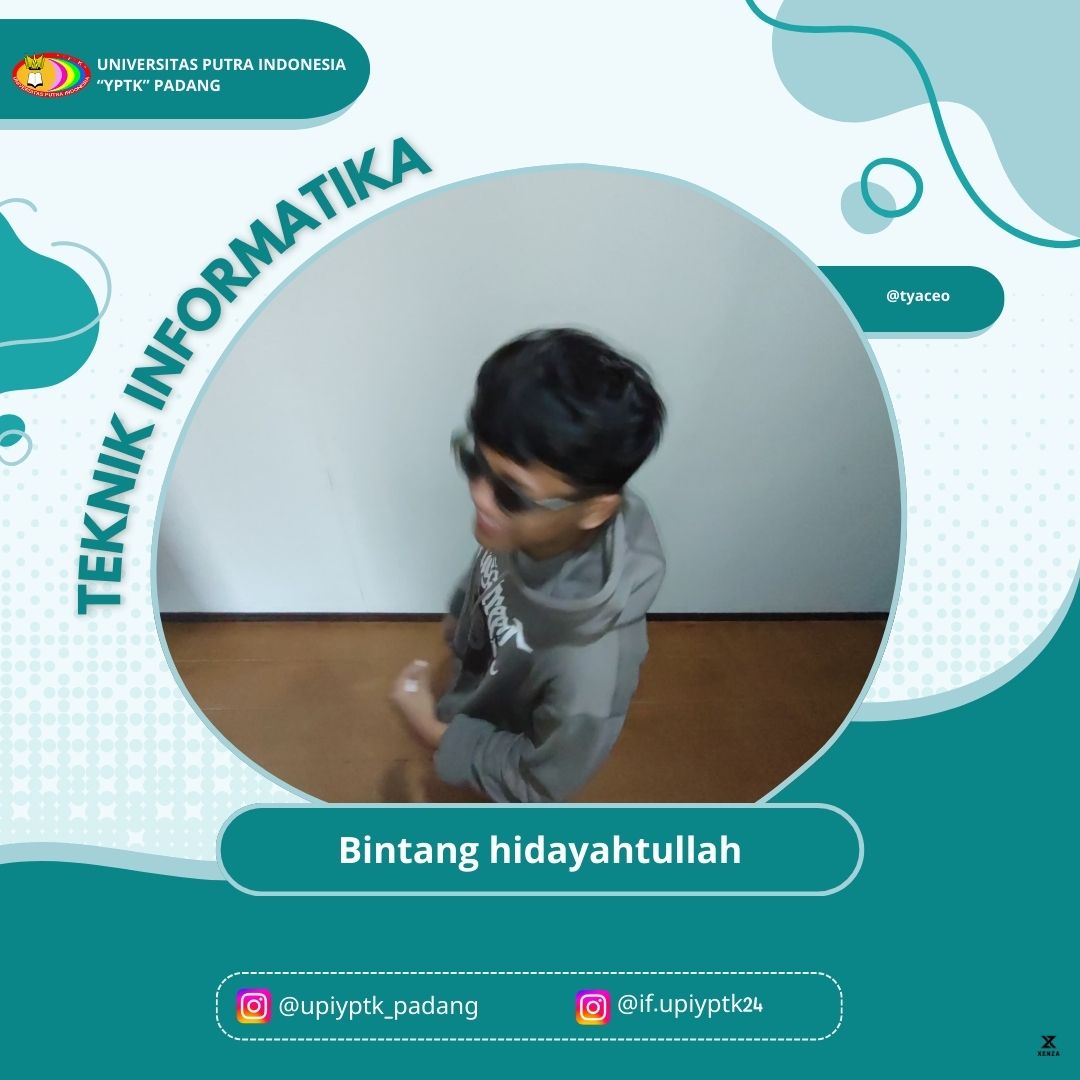 UNIVERSITAS PUTRA INDONESIA
“YPTK” PADANG
TEKNIK INFORMATIKA
@tyaceo
Bintang hidayahtullah
@upiyptk_padang
@if.upiyptk24
XENZA